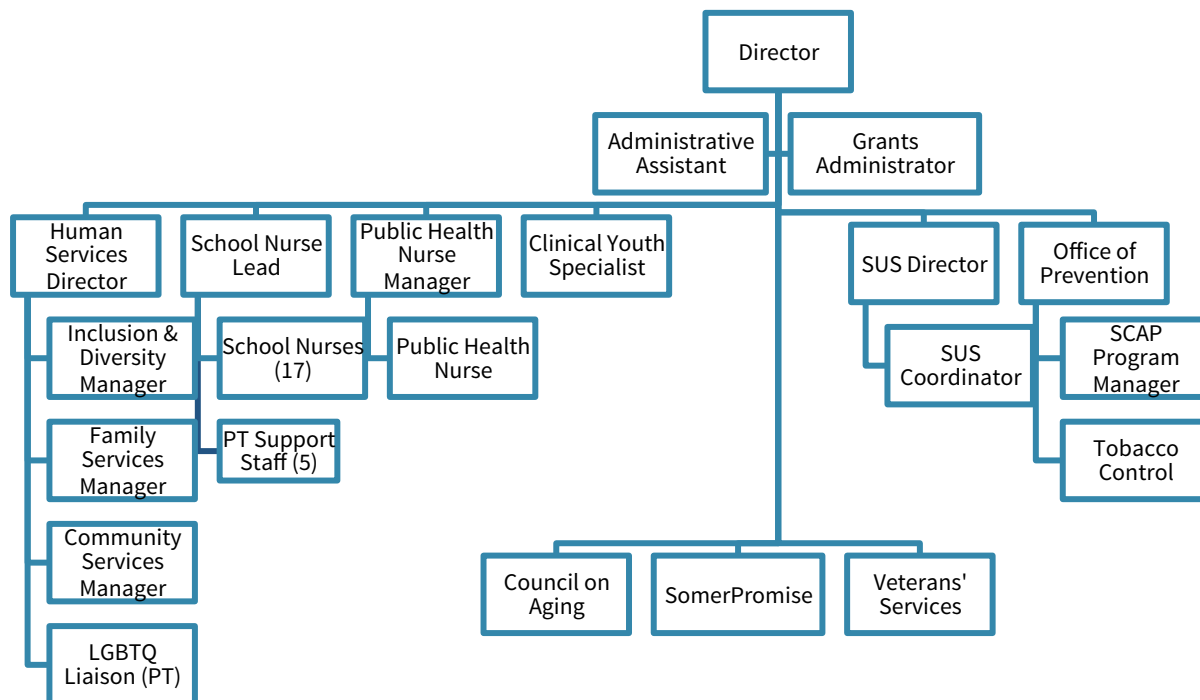 Director
Administrative
Assistant
Grants
Administrator
Human
Services
Director
School Nurse
Lead
Public Health
Nurse
Manager
Clinical Youth
Specialist
SUS Director
Office of
Prevention
Inclusion &
Diversity
Manager
School Nurses
(17)
Public Health
Nurse
SUS
Coordinator
SCAP
Program
Manager
Family
Services
Manager
PT Support
Staff (5)
Tobacco
Control
Community
Services
Manager
Council on
Aging
SomerPromise
Veterans'
Services
LGBTQ
Liaison (PT)